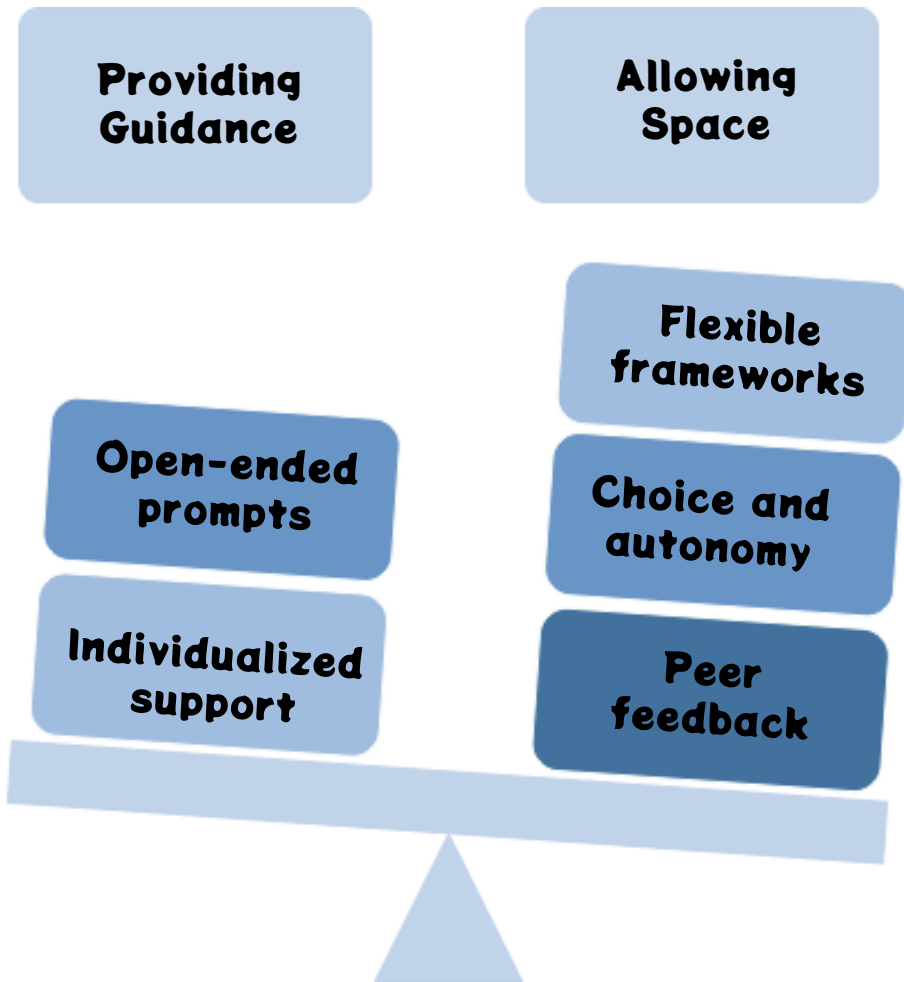 Providing
Guidance
Allowing
Space
Open-ended
prompts
Individualized
support
Flexible
frameworks
Choice and
autonomy
Peer
feedback